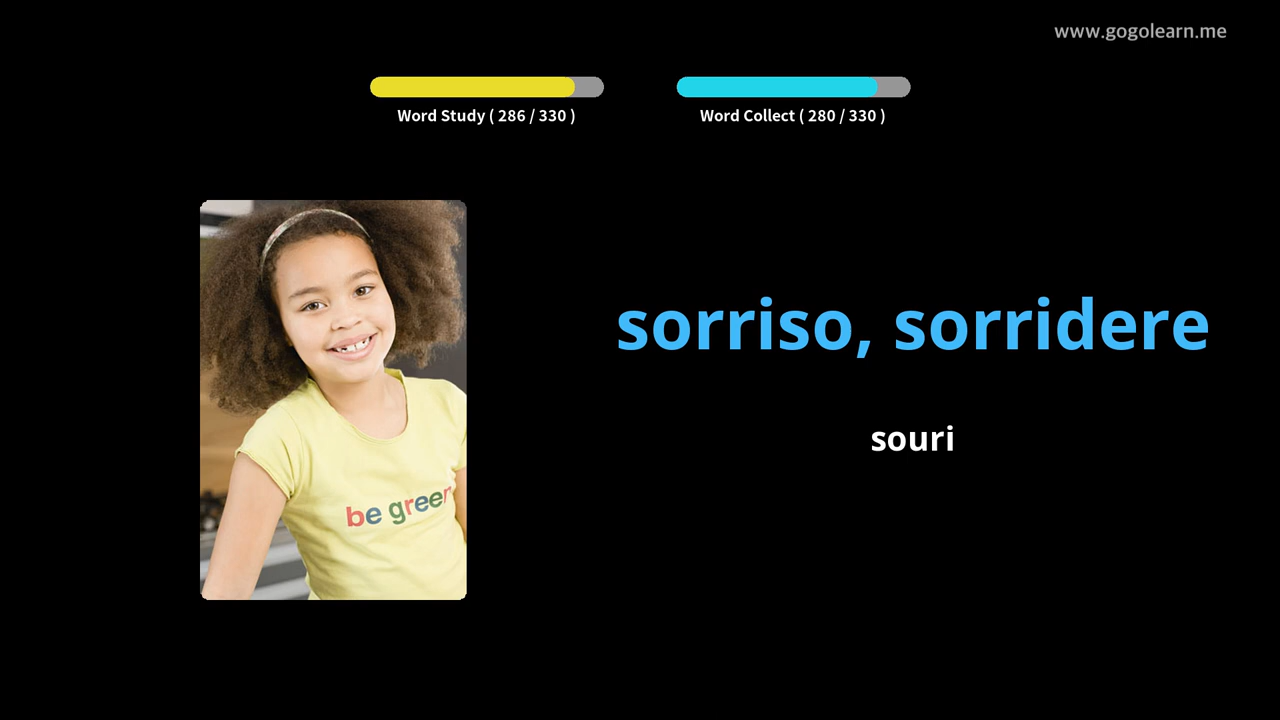 www.gogolearn.me
Word Study ( 286 / 330 )
Word Collect ( 280 / 330 )
sorriso, sorridere
souri
be green